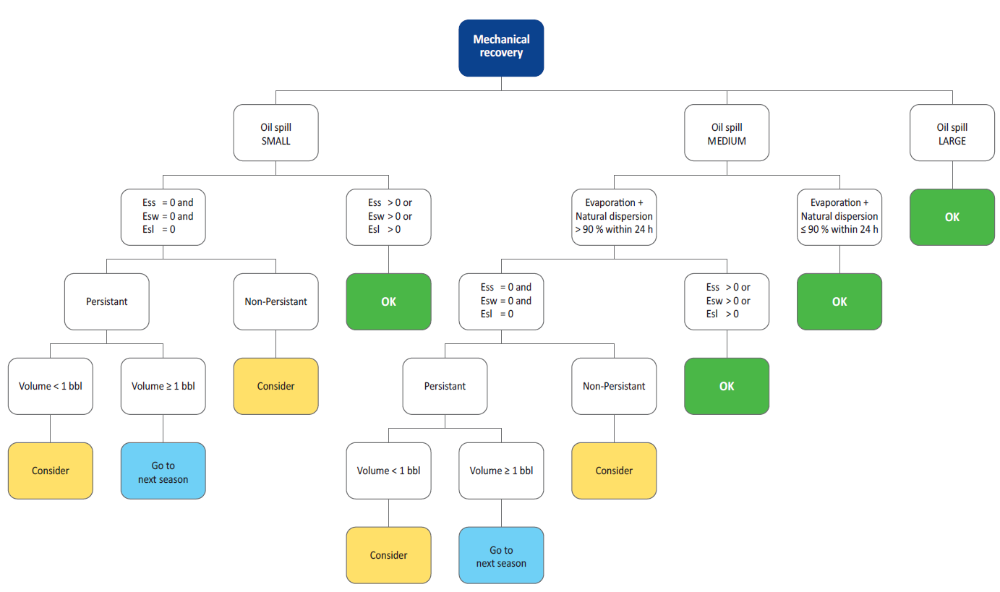 Mechanical
recovery
Oil spill
SMALL
Oil spill
MEDIUM
Oil spill
LARGE
Ess = 0 and
Esw = 0 and
Esl = 0
Ess > 0 or
Esw > 0 or
Esl > 0
Evaporation +
Natural dispersion
> 90 % within 24 h
Evaporation +
Natural dispersion
≤ 90 % within 24 h
OK
Persistant
Non-Persistant
OK
Ess = 0 and
Esw = 0 and
Esl = 0
Ess > 0 or
Esw > 0 or
Esl > 0
OK
Volume < 1 bbl
Volume ≥ 1 bbl
Consider
Persistant
Non-Persistant
OK
Consider
Go to
next season
Volume < 1 bbl
Volume ≥ 1 bbl
Consider
Consider
Go to
next season